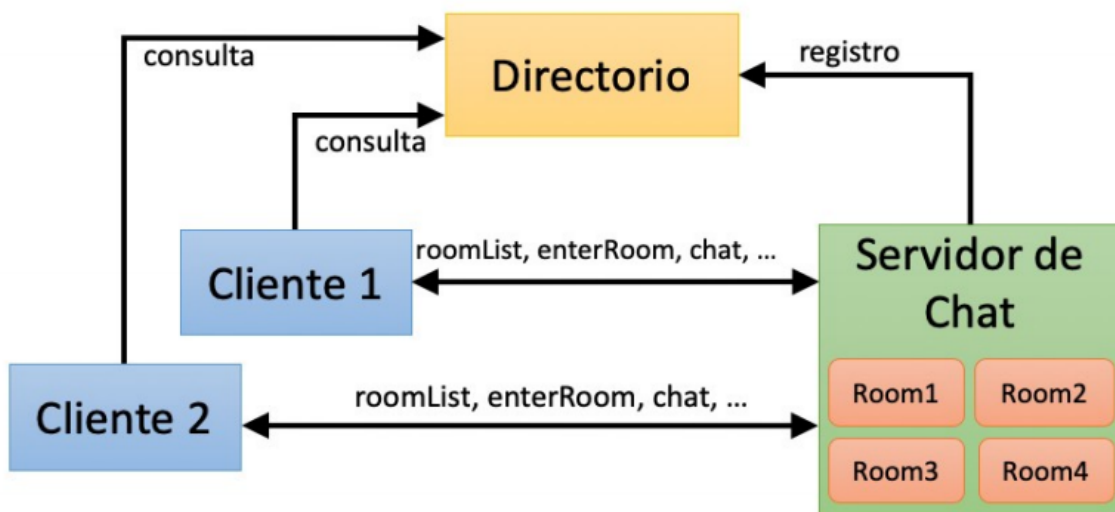 consulta
Directorio
registro
consulta
roomList, enterRoom, chat, ...
Cliente 1
Servidor de
Chat
roomList, enterRoom, chat, ...
Cliente 2
Room1
Room2
Room3
Room4